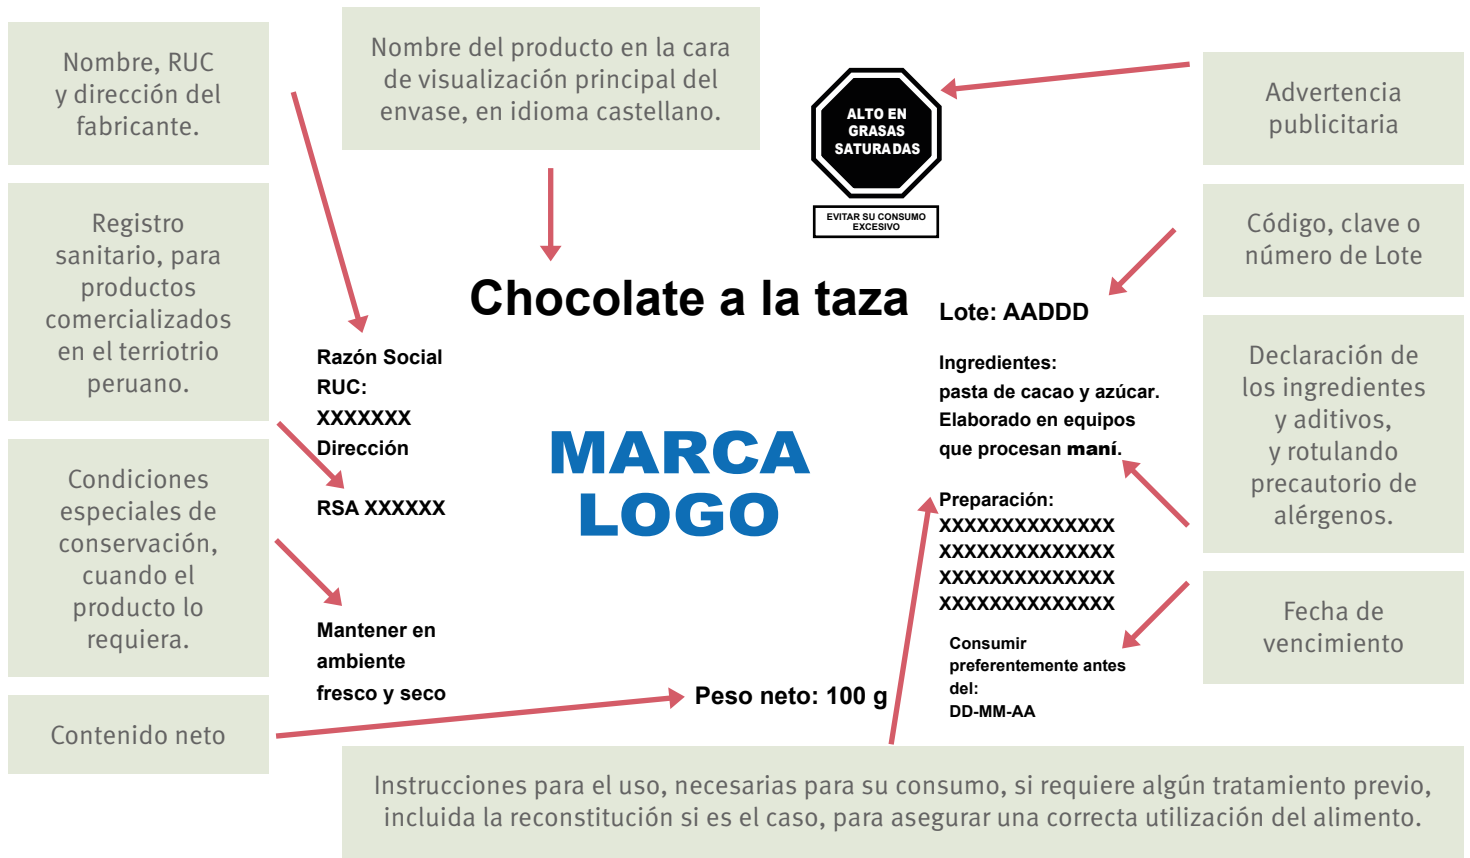 Nombre, RUC
y dirección del
fabricante.
Registro
sanitario, para
productos
comercializados
en el terriotrio
peruano.
Condiciones
especiales de
conservación,
cuando el
producto lo
requiera.
Contenido neto
Nombre del producto en la cara
de visualización principal del
envase, en idioma castellano.
ALTO EN
GRASAS
SATURADAS
EVITAR SU CONSUMO
EXCESIVO
Chocolate a la taza
Razón Social
RUC:
XXXXXXX
Dirección
RSA XXXXXX
Mantener en
ambiente
fresco y seco
MARCA
LOGO
Peso neto: 100 g
Lote: AADDD
Ingredientes:
pasta de cacao y azúcar.
Elaborado en equipos
que procesan maní.
Preparación:
XXXXXXXXXXXXXX
XXXXXXXXXXXXXX
XXXXXXXXXXXXXX
XXXXXXXXXXXXXX
Consumir
preferentemente antes
del:
DD-MM-AA
Advertencia
publicitaria
Código, clave o
número de Lote
Declaración de
los ingredientes
y aditivos,
y rotulando
precautorio de
alérgenos.
Fecha de
vencimiento
Instrucciones para el uso, necesarias para su consumo, si requiere algún tratamiento previo,
incluida la reconstitución si es el caso, para asegurar una correcta utilización del alimento.